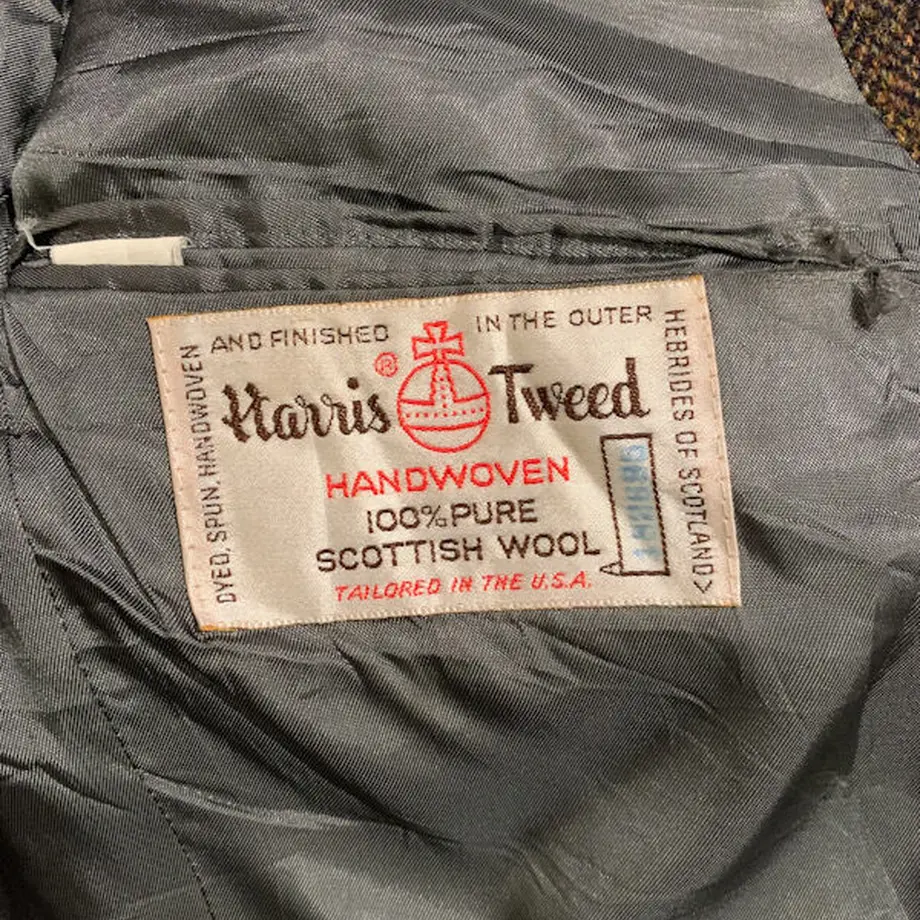 DYED, SPUN, HANDWOVEN
AND FINISHED
IN THE OUTER
HEBRIDES OF SCOTLAND>
Harris ® Tweed
HANDWOVEN
100% PURE
SCOTTISH WOOL
TAILORED IN THE U.S.A.